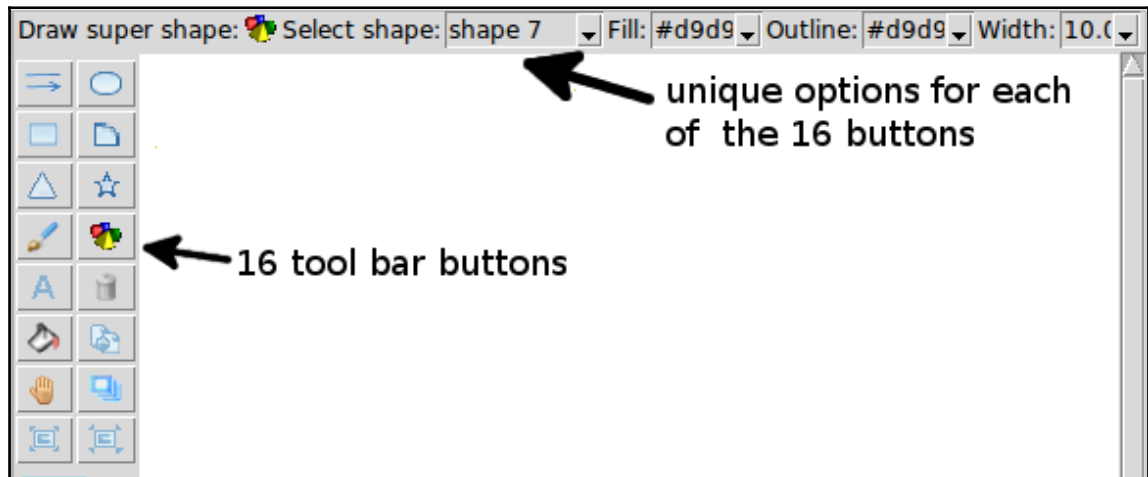 Draw super shape: Select shape: shape 7 Fill: #d9d9 Outline: #d9d9 Width: 10.
unique options for each
of the 16 buttons
16 tool bar buttons
A